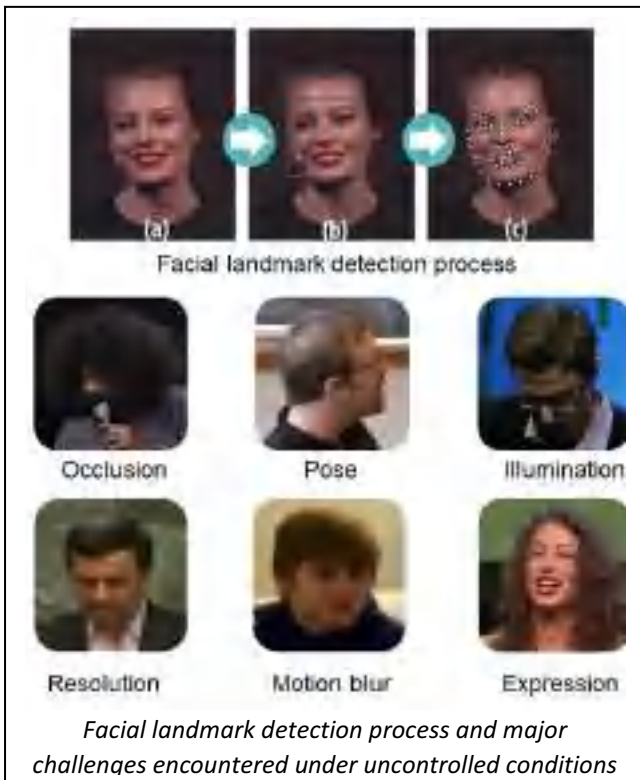 (a) (b) (c)
Facial landmark detection process
Occlusion Pose Illumination
Resolution Motion blur Expression
Facial landmark detection process and major
challenges encountered under uncontrolled conditions